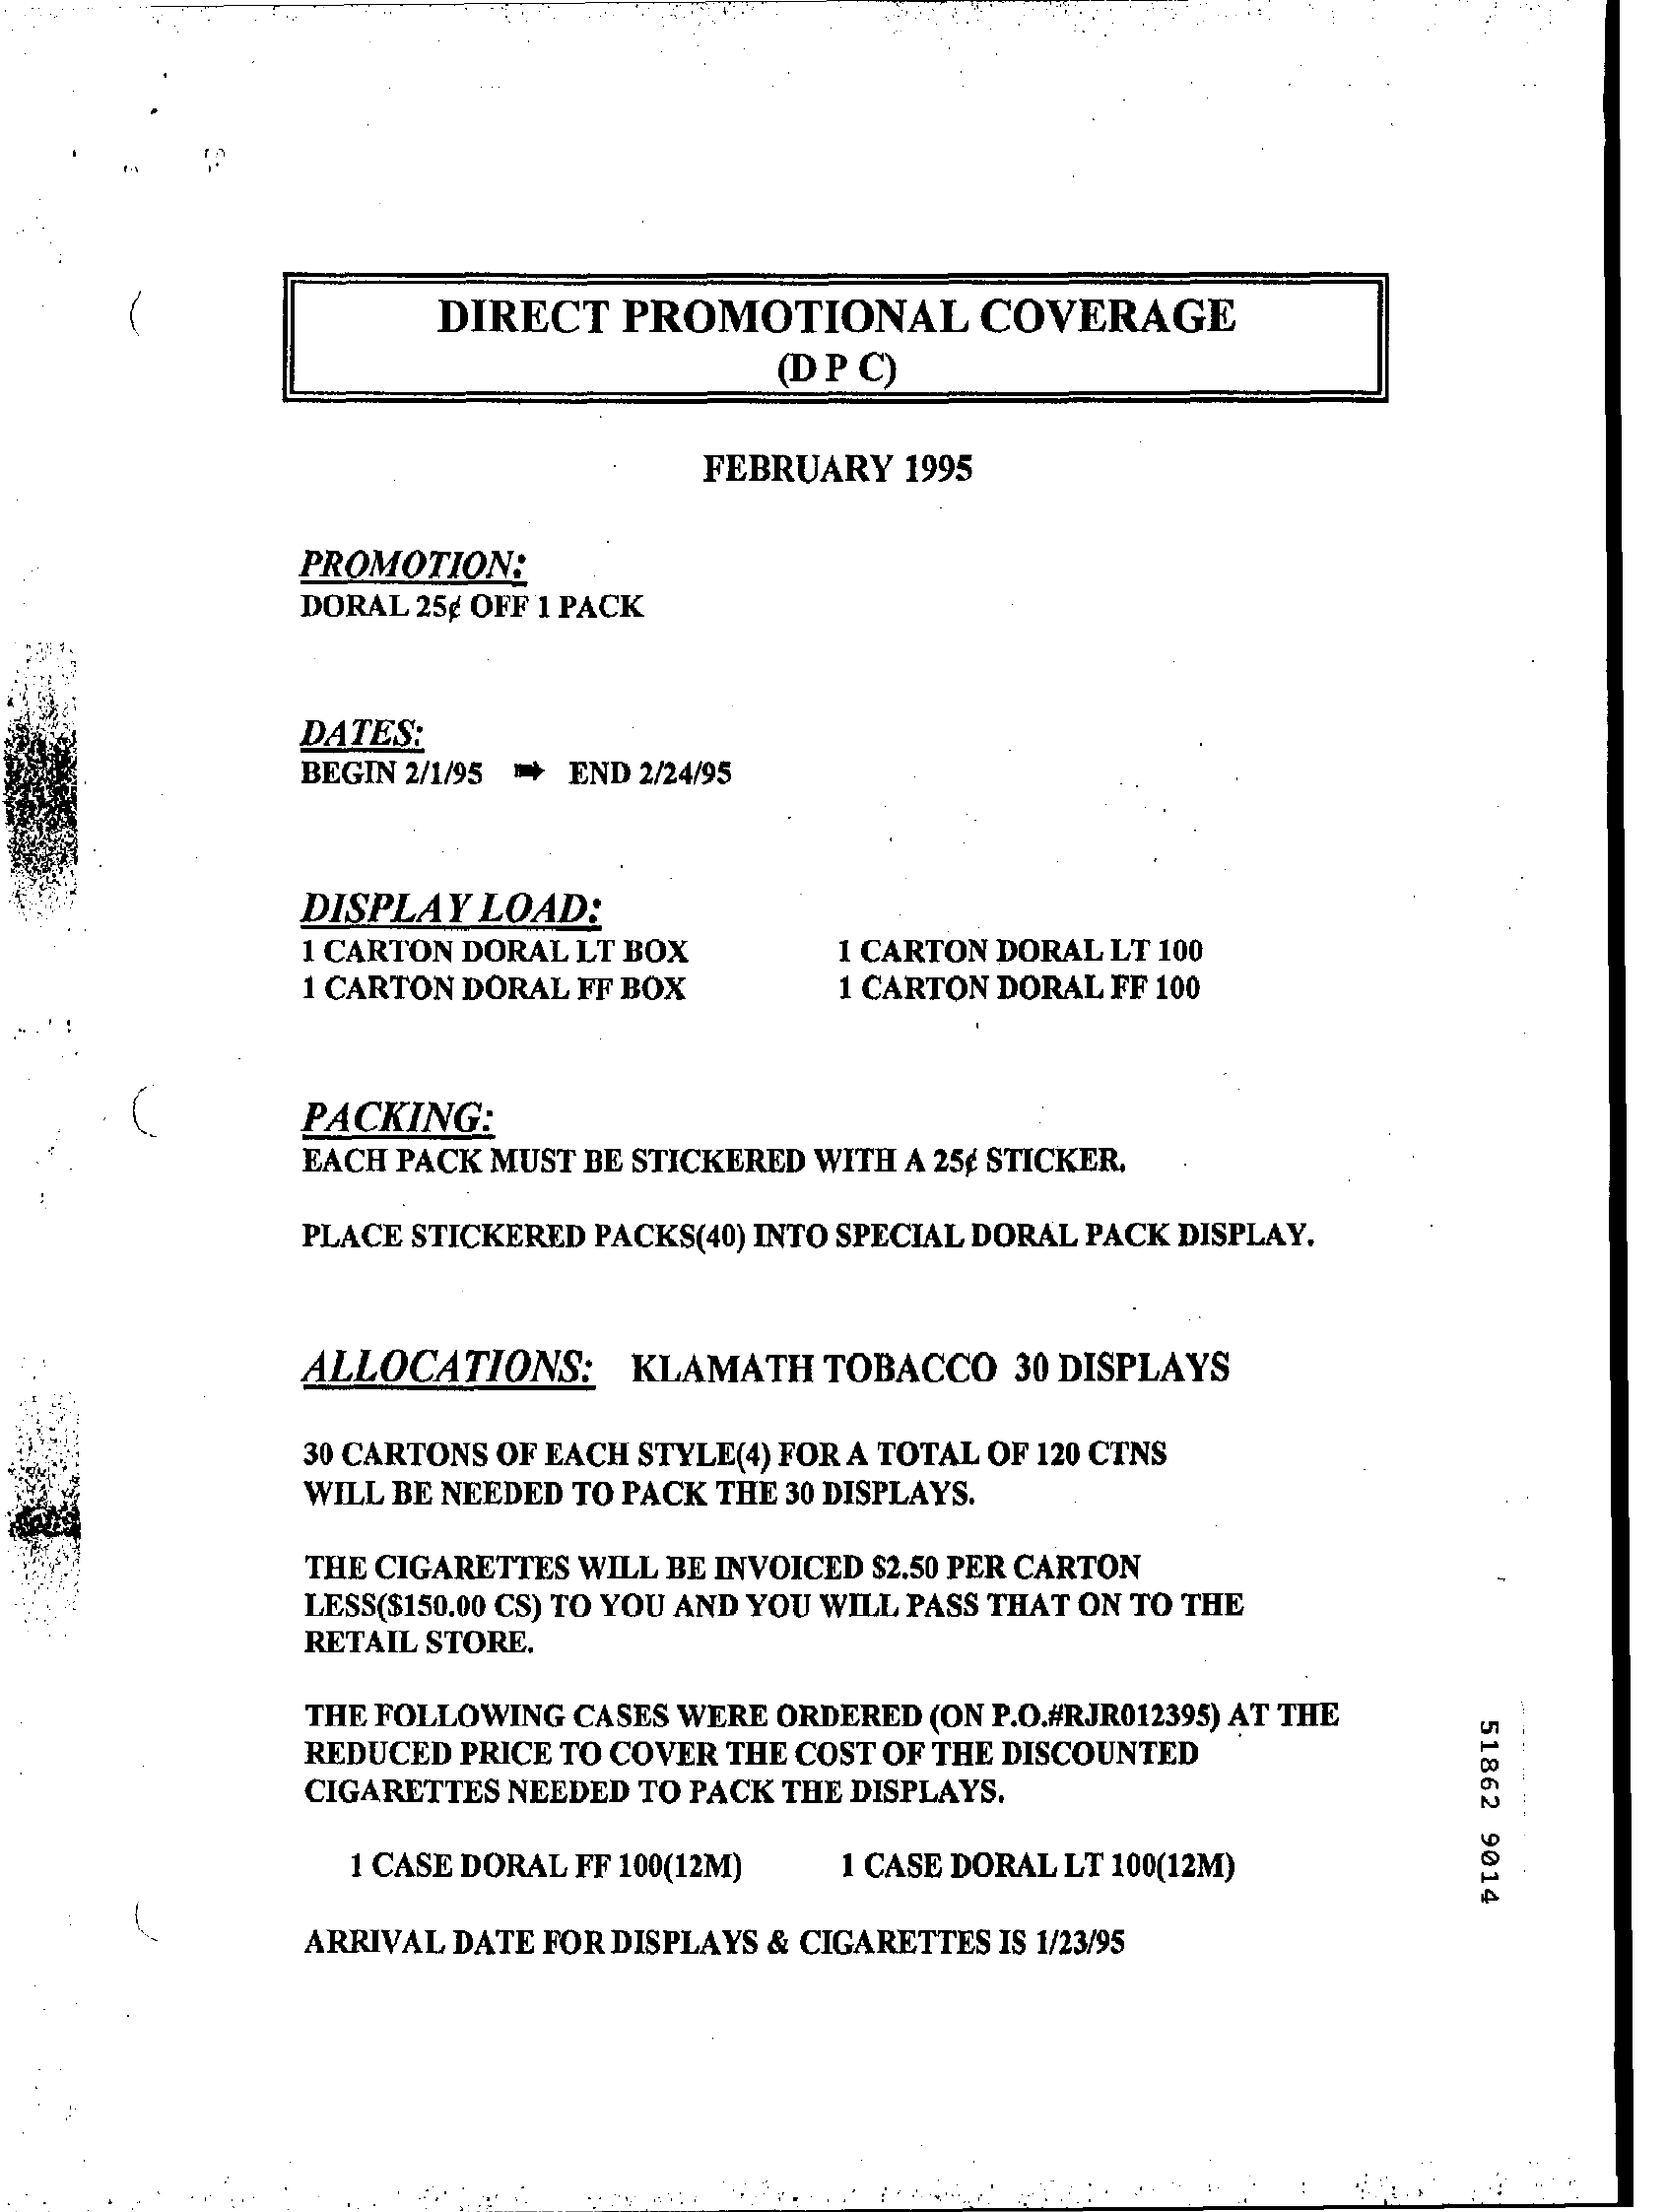 DIRECT PROMOTIONAL COVERAGE
(D P C)
FEBRUARY 1995
PROMOTION:
DORAL 25¢ OFF 1 PACK
DATES:
BEGIN 2/1/95 ➠ END 2/24/95
DISPLAY LOAD:
1 CARTON DORAL LT BOX 1 CARTON DORAL LT 100
1 CARTON DORAL FF BOX 1 CARTON DORAL FF 100
PACKING:
EACH PACK MUST BE STICKERED WITH A 25¢ STICKER.
PLACE STICKERED PACKS(40) INTO SPECIAL DORAL PACK DISPLAY.
ALLOCATIONS: KLAMATH TOBACCO 30 DISPLAYS
30 CARTONS OF EACH STYLE(4) FOR A TOTAL OF 120 CTNS
WILL BE NEEDED TO PACK THE 30 DISPLAYS.
THE CIGARETTES WILL BE INVOICED $2.50 PER CARTON
LESS($150.00 CS) TO YOU AND YOU WILL PASS THAT ON TO THE
RETAIL STORE.
THE FOLLOWING CASES WERE ORDERED (ON P.O.#RJR012395) AT THE
REDUCED PRICE TO COVER THE COST OF THE DISCOUNTED
CIGARETTES NEEDED TO PACK THE DISPLAYS.
1 CASE DORAL FF 100(12M) 1 CASE DORAL LT 100(12M)
ARRIVAL DATE FOR DISPLAYS & CIGARETTES IS 1/23/95
51862 9014